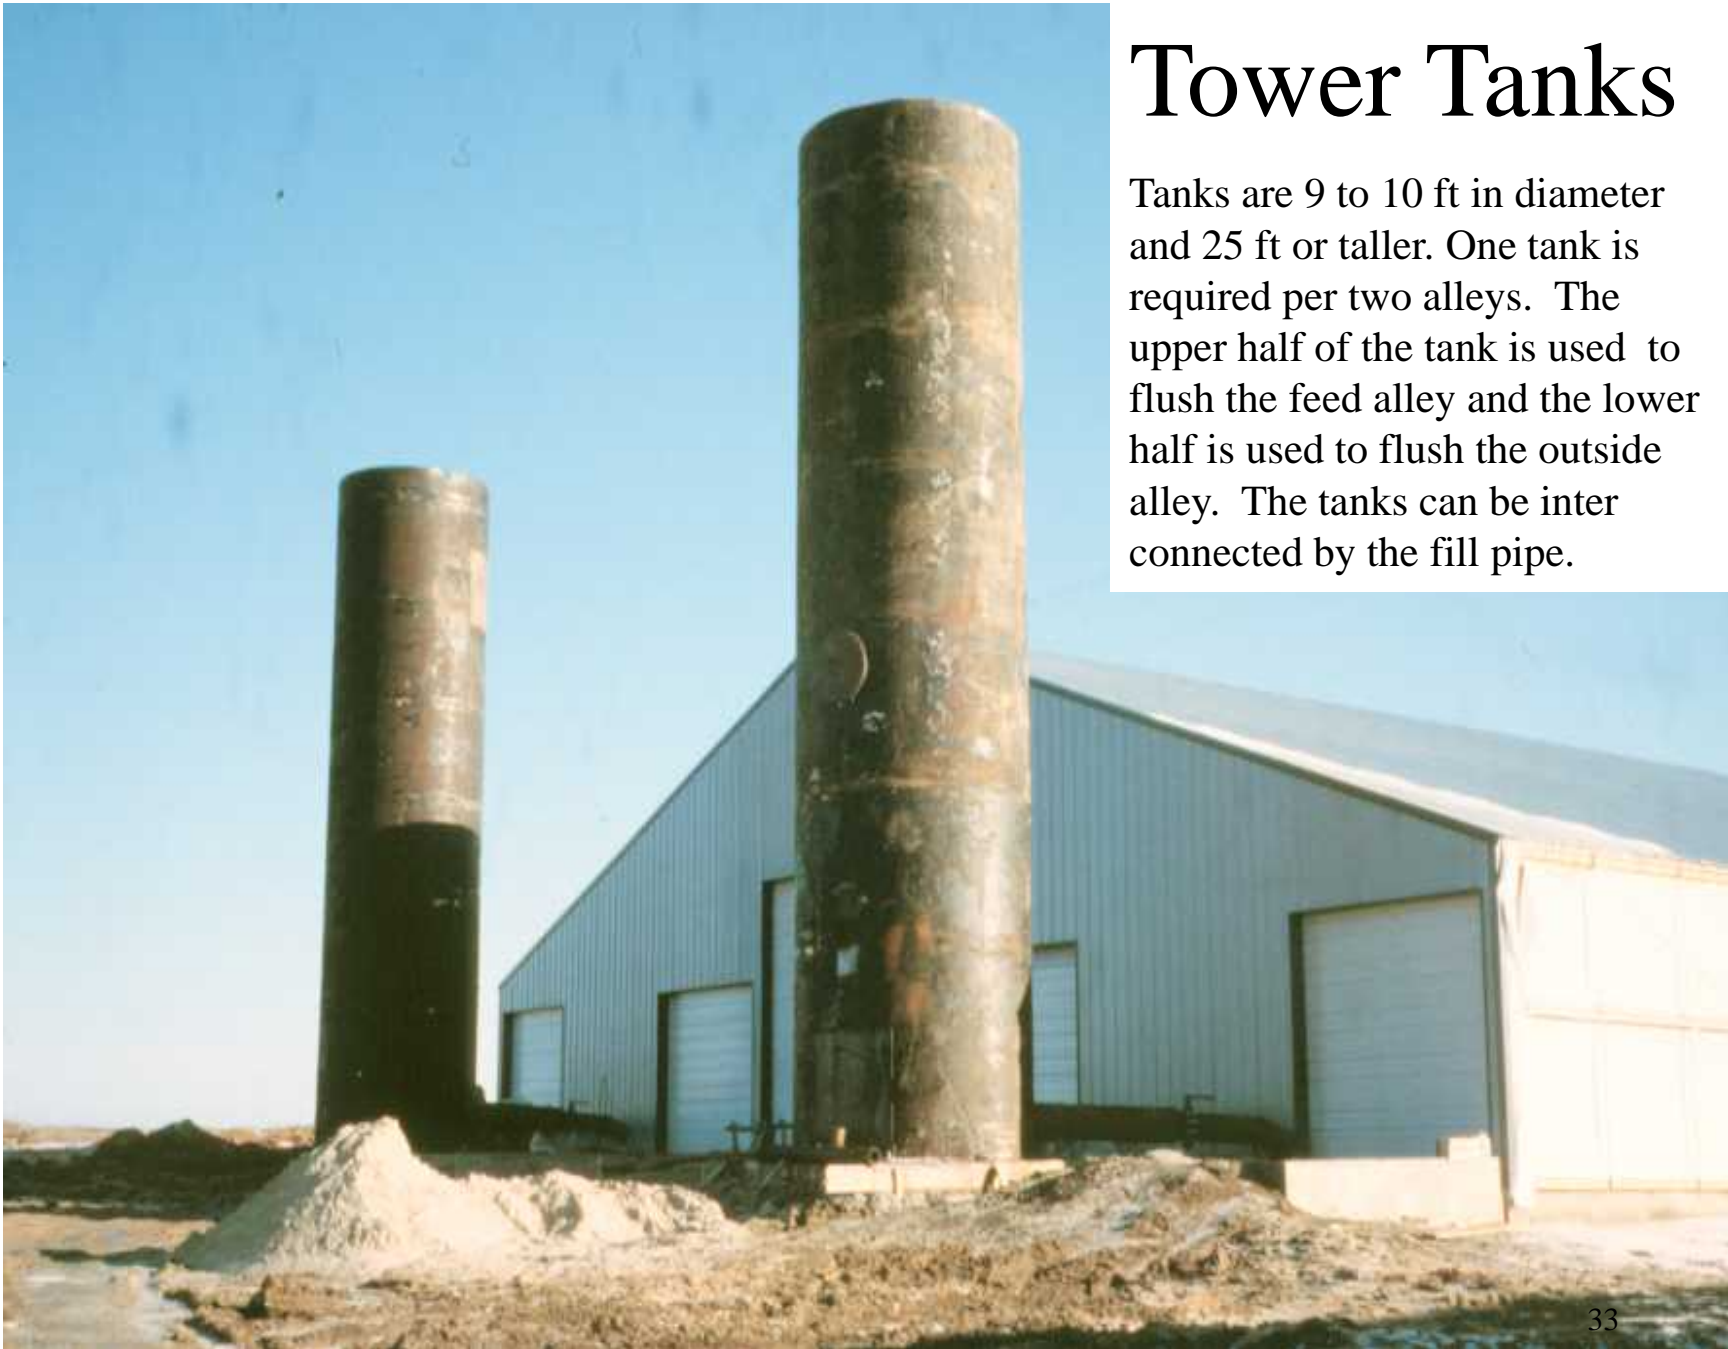 Tower Tanks
Tanks are 9 to 10 ft in diameter
and 25 ft or taller. One tank is
required per two alleys.  The
upper half of the tank is used  to
flush the feed alley and the lower
half is used to flush the outside
alley.  The tanks can be inter
connected by the fill pipe.
33